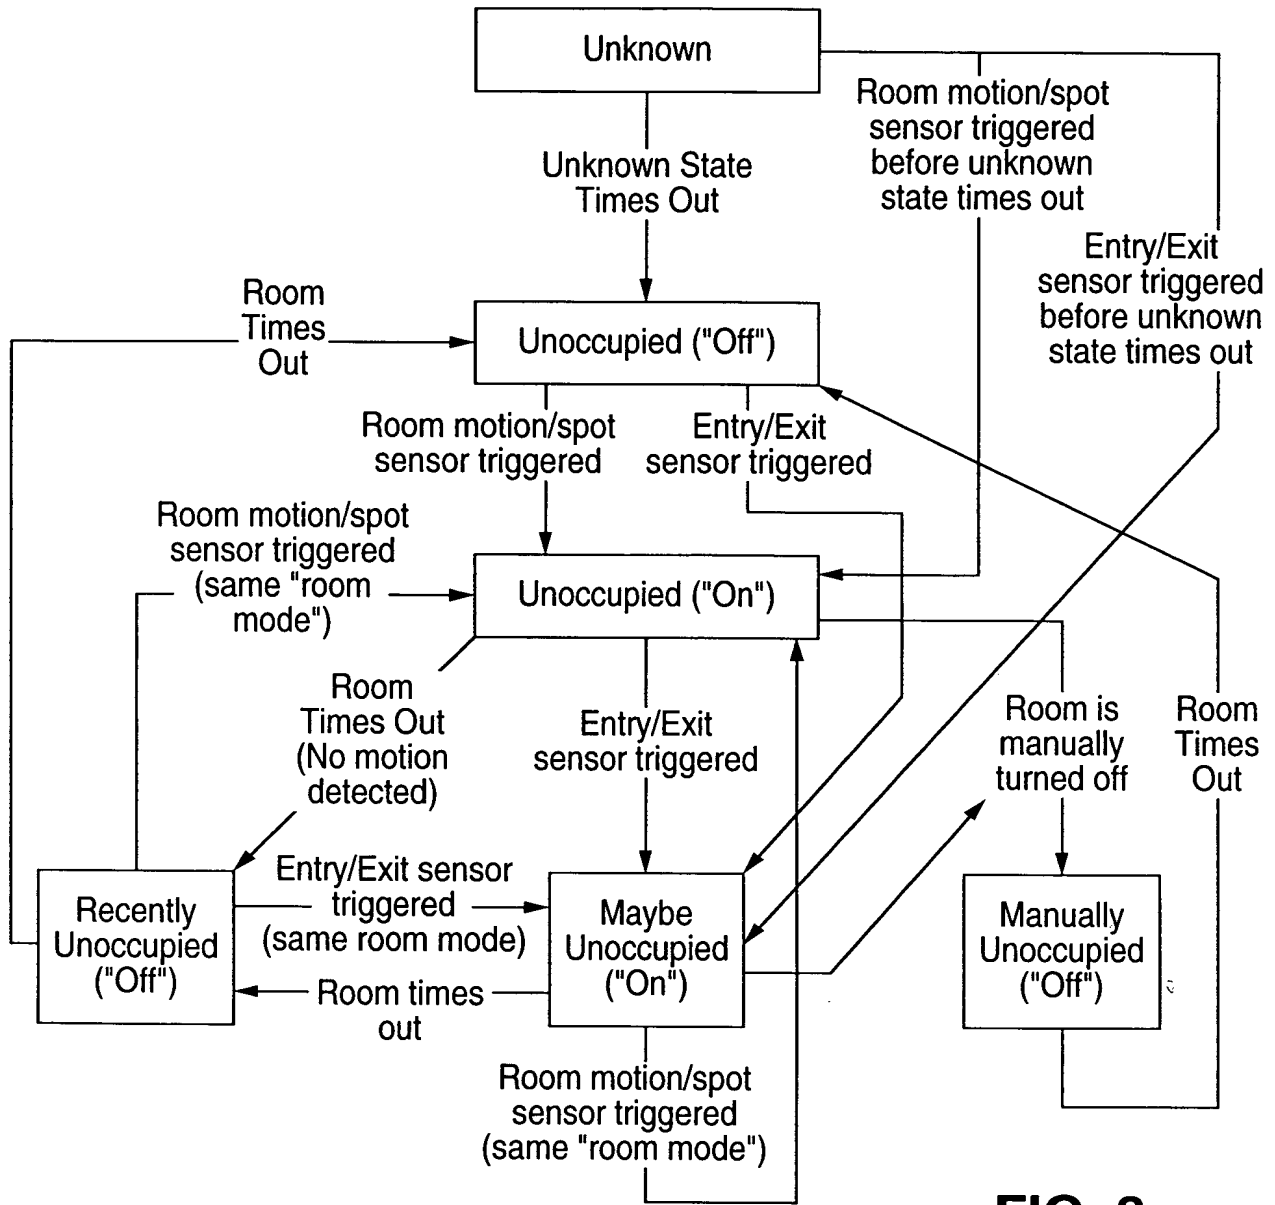 Unknown
Room motion/spot
sensor triggered
before unknown
state times out
Unknown State
Times Out
Entry/Exit
sensor triggered
before unknown
state times out
Room
Times
Out
Unoccupied ("Off")
Room motion/spot
sensor triggered
Entry/Exit
sensor triggered
Room motion/spot
sensor triggered
(same "room
mode")
Unoccupied ("On")
Room
Times Out
(No motion
detected)
Entry/Exit
sensor triggered
Room is
manually
turned off
Room
Times
Out
Recently
Unoccupied
("Off")
Entry/Exit sensor
triggered
(same room mode)
Room times
out
Maybe
Unoccupied
("On")
Manually
Unoccupied
("Off")
Room motion/spot
sensor triggered
(same "room mode")
FIG.